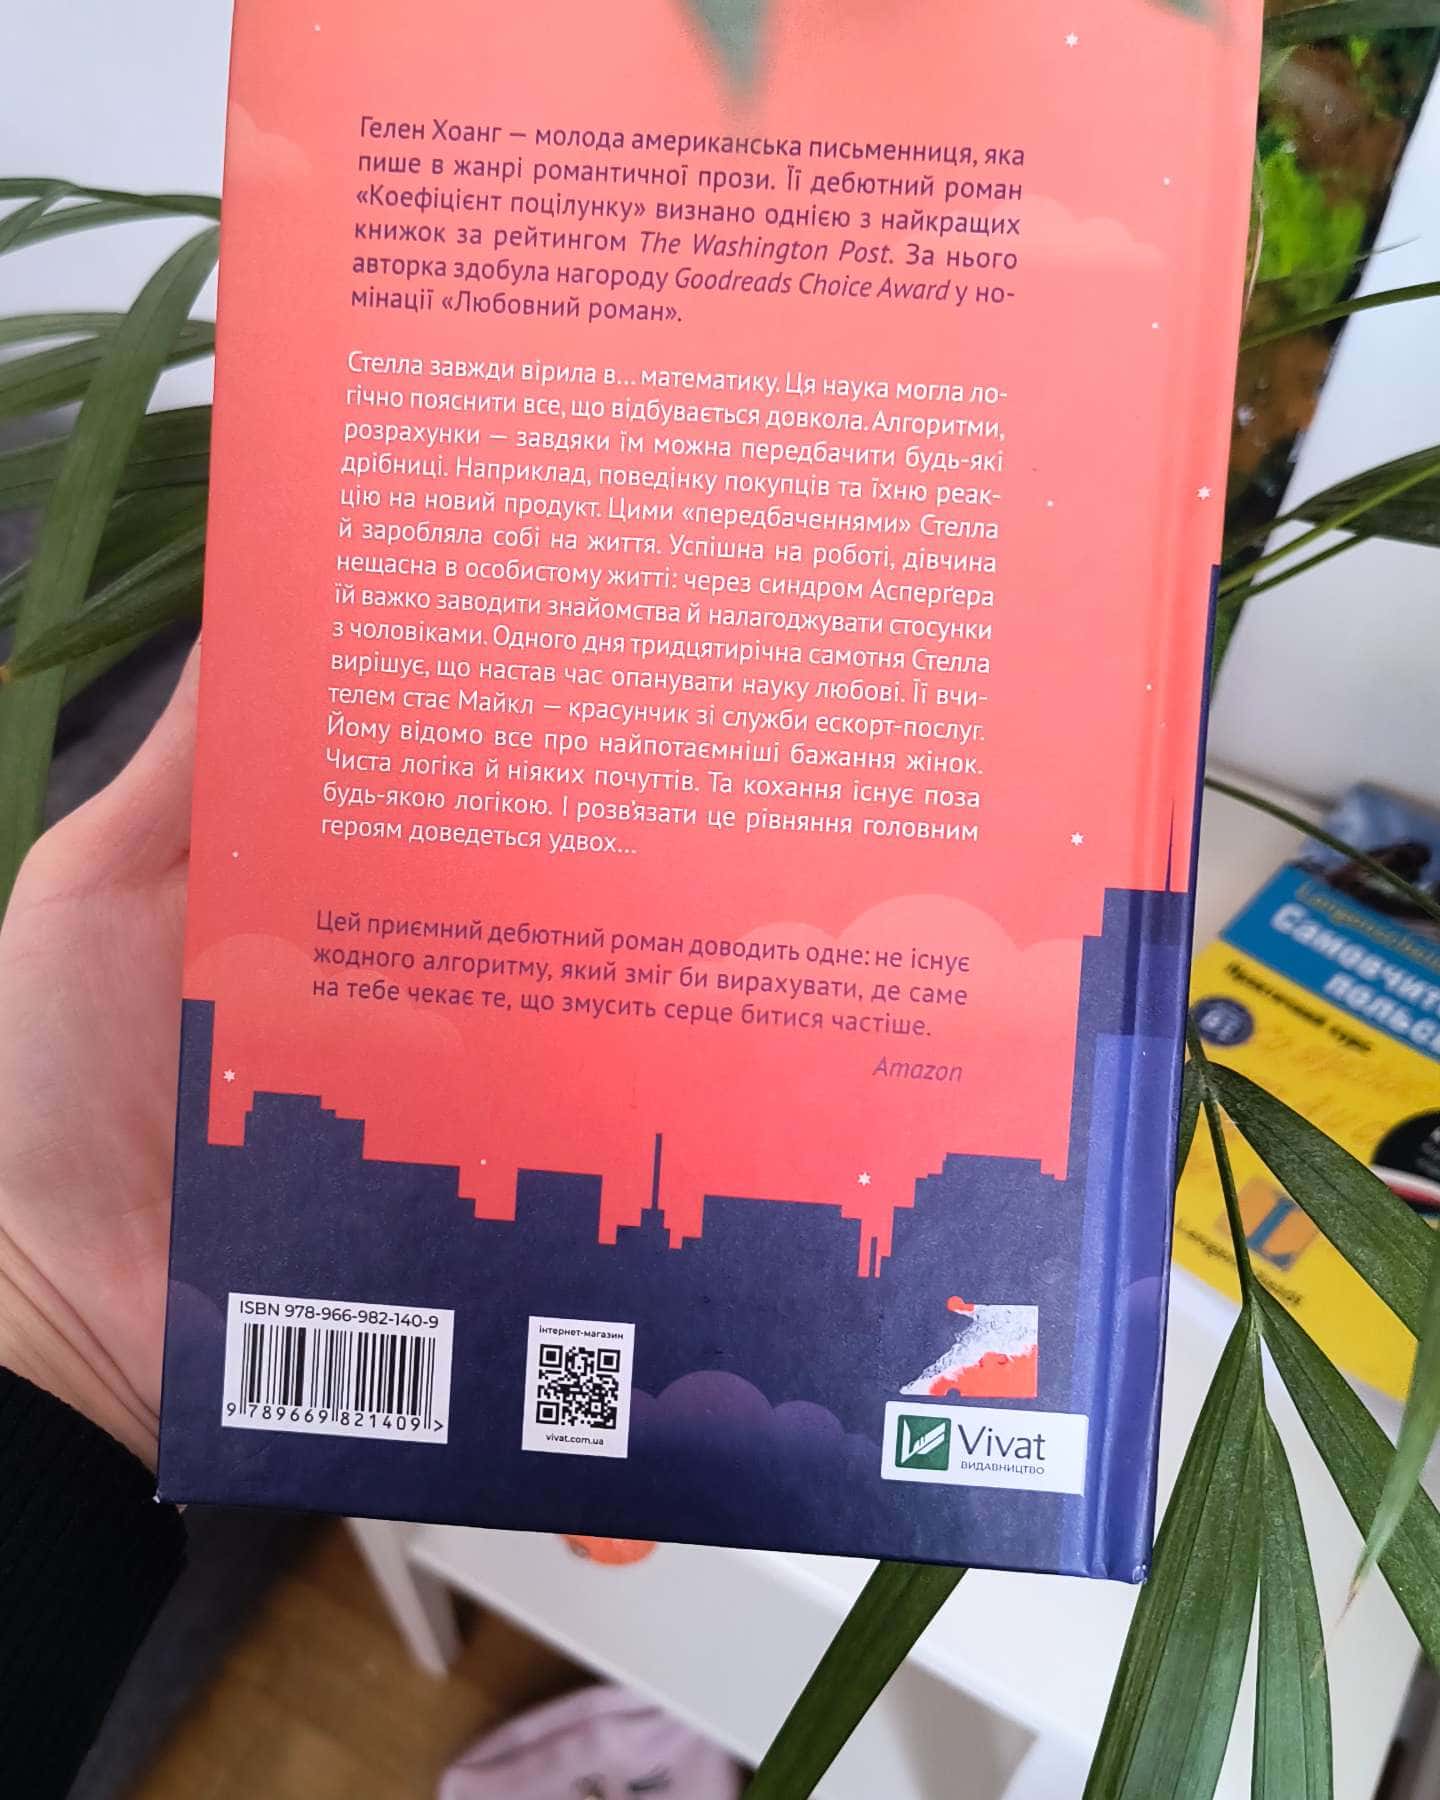 Гелен Хоанг — молода американська письменниця, яка
пише в жанрі романтичної прози. Її дебютний роман
«Коефіцієнт поцілунку» визнано однією з найкращих
книжок за рейтингом The Washington Post. За нього
авторка здобула нагороду Goodreads Choice Award у но-
мінації «Любовний роман».
Стелла завжди вірила в... математику. Ця наука могла ло-
гічно пояснити все, що відбувається довкола. Алгоритми,
розрахунки — завдяки їм можна передбачити будь-які
дрібниці. Наприклад, поведінку покупців та їхню реак-
цію на новий продукт. Цими «передбаченнями» Стелла
й заробляла собі на життя. Успішна на роботі, дівчина
нещасна в особистому житті: через синдром Асперґера
їй важко заводити знайомства й налагоджувати стосунки
з чоловіками. Одного дня тридцятирічна самотня Стелла
вирішує, що настав час опанувати науку любові. Її вчи-
телем стає Майкл — красунчик зі служби ескорт-послуг.
Йому відомо все про найпотаємніші бажання жінок.
Чиста логіка й ніяких почуттів. Та кохання існує поза
будь-якою логікою. І розв'язати це рівняння головним
героям доведеться удвох...
Цей приємний дебютний роман доводить одне: не існує
жодного алгоритму, який зміг би вирахувати, де саме
на тебе чекає те, що змусить серце битися частіше.
Amazon
ISBN 978-966-982-140-9
9 789669 821409 >
інтернет-магазин
vivat.com.ua
Vivat
ВИДАВНИЦТВО
Практичний курс